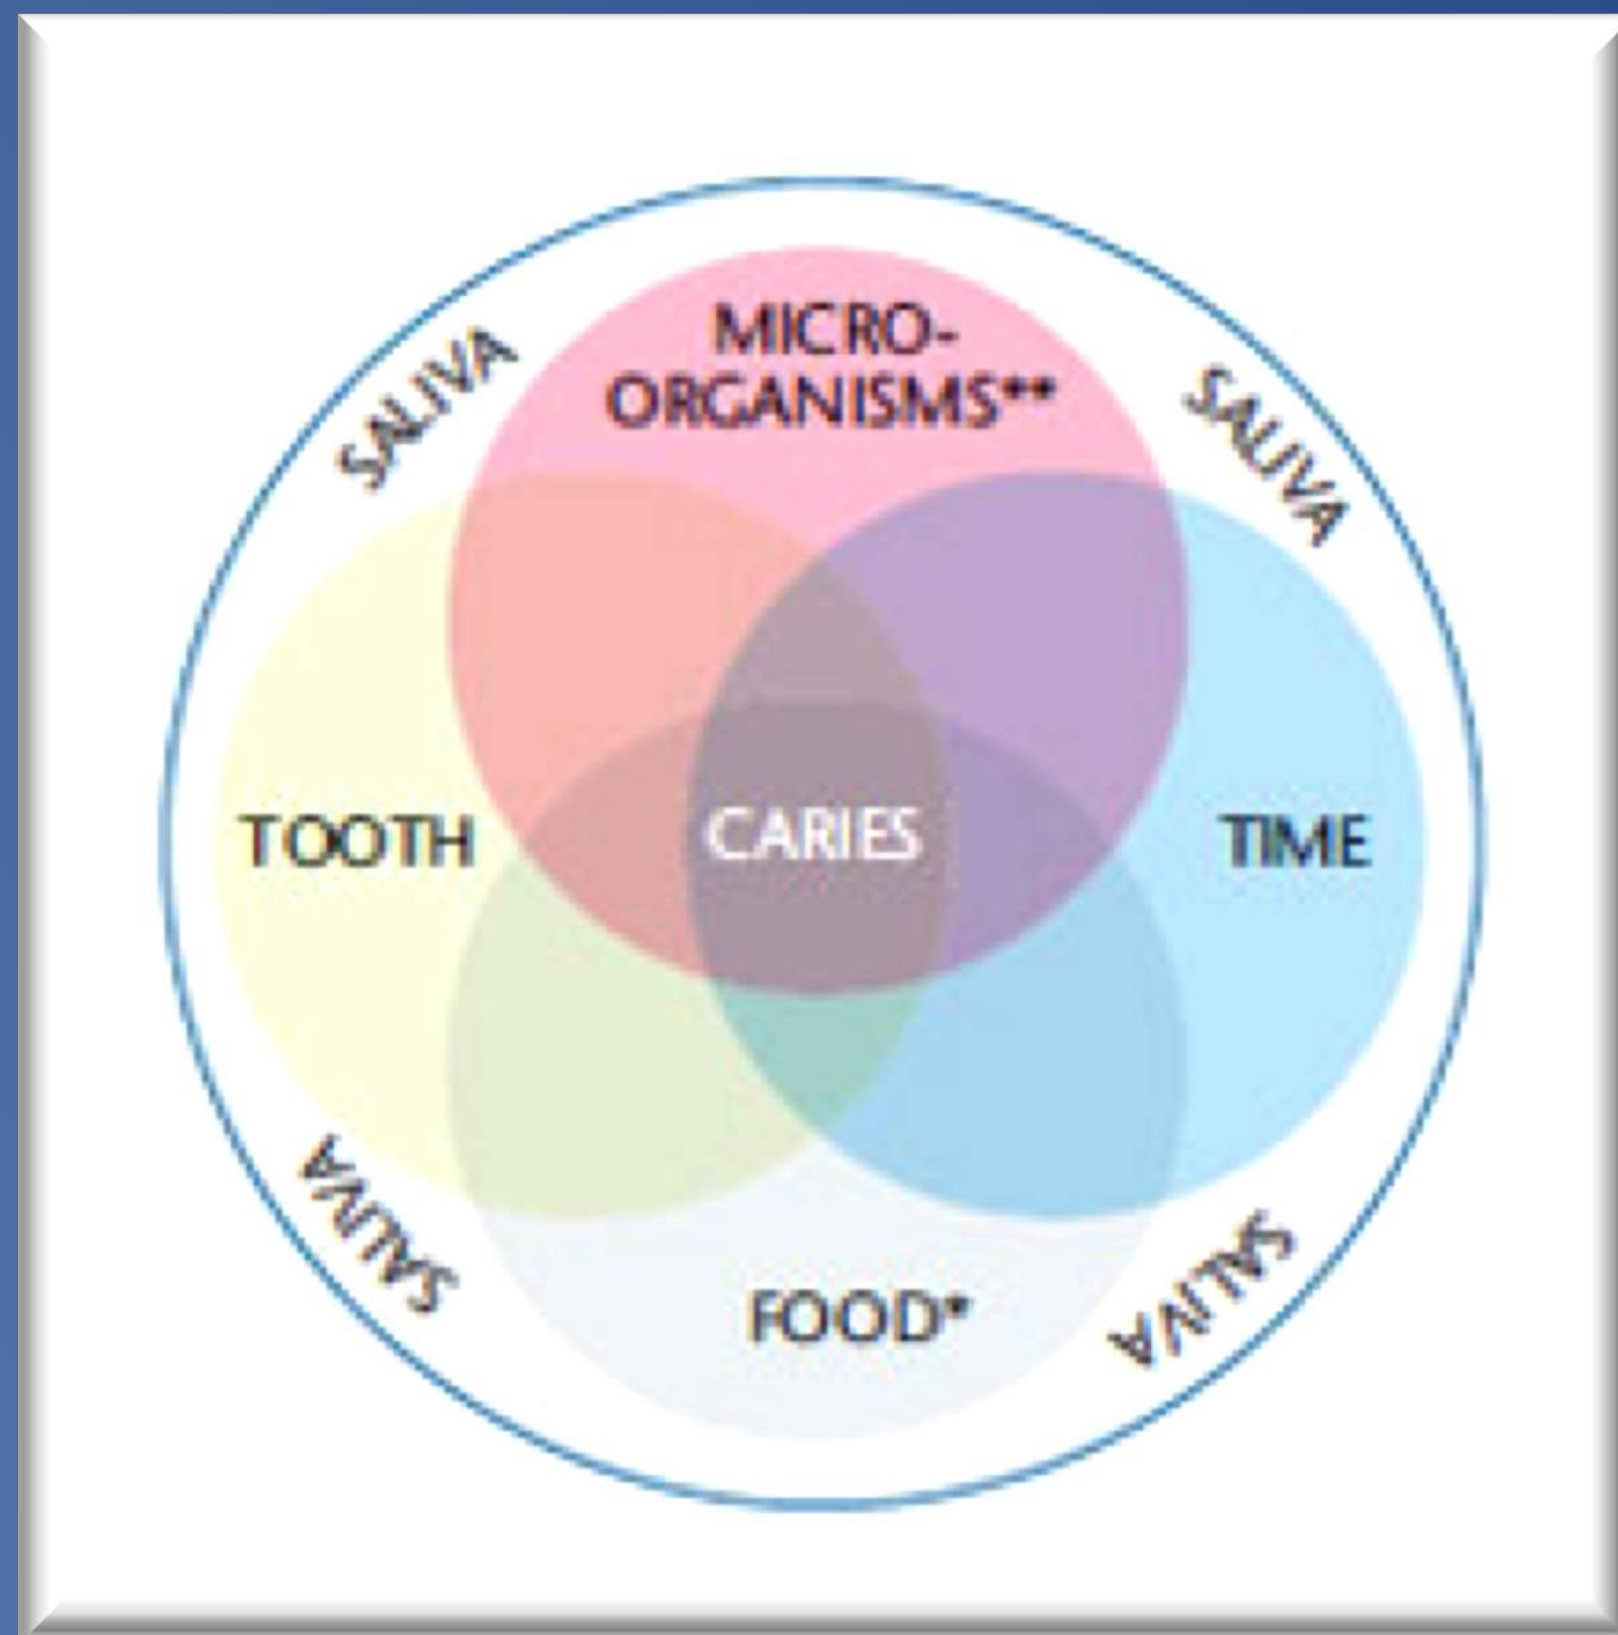 MICRO-
ORGANISMS**
SALIVA
SALIVA
TOOTH
CARIES
TIME
SALIVA
SALIVA
FOOD*